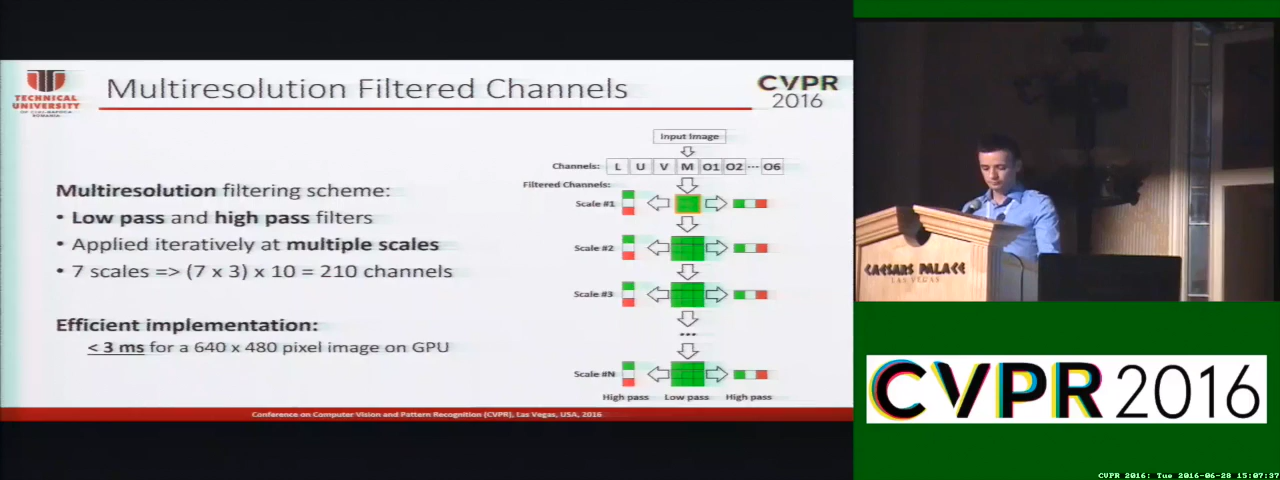 TECHNICAL
UNIVERSITY
Multiresolution Filtered Channels
CVPR
2016
Multiresolution filtering scheme:
• Low pass and high pass filters
• Applied iteratively at multiple scales
• 7 scales => (7 x 3) x 10 = 210 channels
Efficient implementation:
< 3 ms for a 640 x 480 pixel image on GPU
Input Image
Channels: L U V M O1 O2 ... O6
Filtered Channels:
Scale #1
Scale #2
Scale #3
...
Scale #N
High pass Low pass High pass
Conference on Computer Vision and Pattern Recognition (CVPR), Las Vegas, USA, 2016
CAESARS PALACE
LAS VEGAS
CVPR 2016
CVPR 2016: Tue 2016-06-28 15:07:37